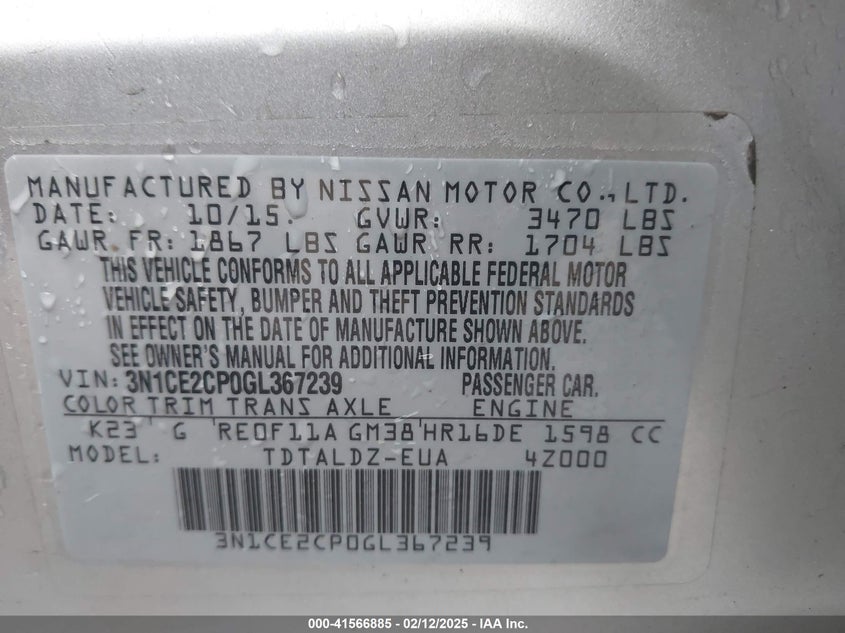 MANUFACTURED BY NISSAN MOTOR CO., LTD.
DATE: 10/15. GVWR: 3470 LBS
GAWR FR: 1867 LBS GAWR RR: 1704 LBS
THIS VEHICLE CONFORMS TO ALL APPLICABLE FEDERAL MOTOR
VEHICLE SAFETY, BUMPER AND THEFT PREVENTION STANDARDS
IN EFFECT ON THE DATE OF MANUFACTURE SHOWN ABOVE.
SEE OWNER'S MANUAL FOR ADDITIONAL INFORMATION.
VIN: 3N1CE2CP0GL367239 PASSENGER CAR.
COLOR TRIM TRANS AXLE ENGINE
K23 G RE0F11A GM38 HR16DE 1598 CC
MODEL: TDTALDZ-EUA 4Z000
3N1CE2CP0GL367239
000-41566885 - 02/12/2025 - IAA Inc.